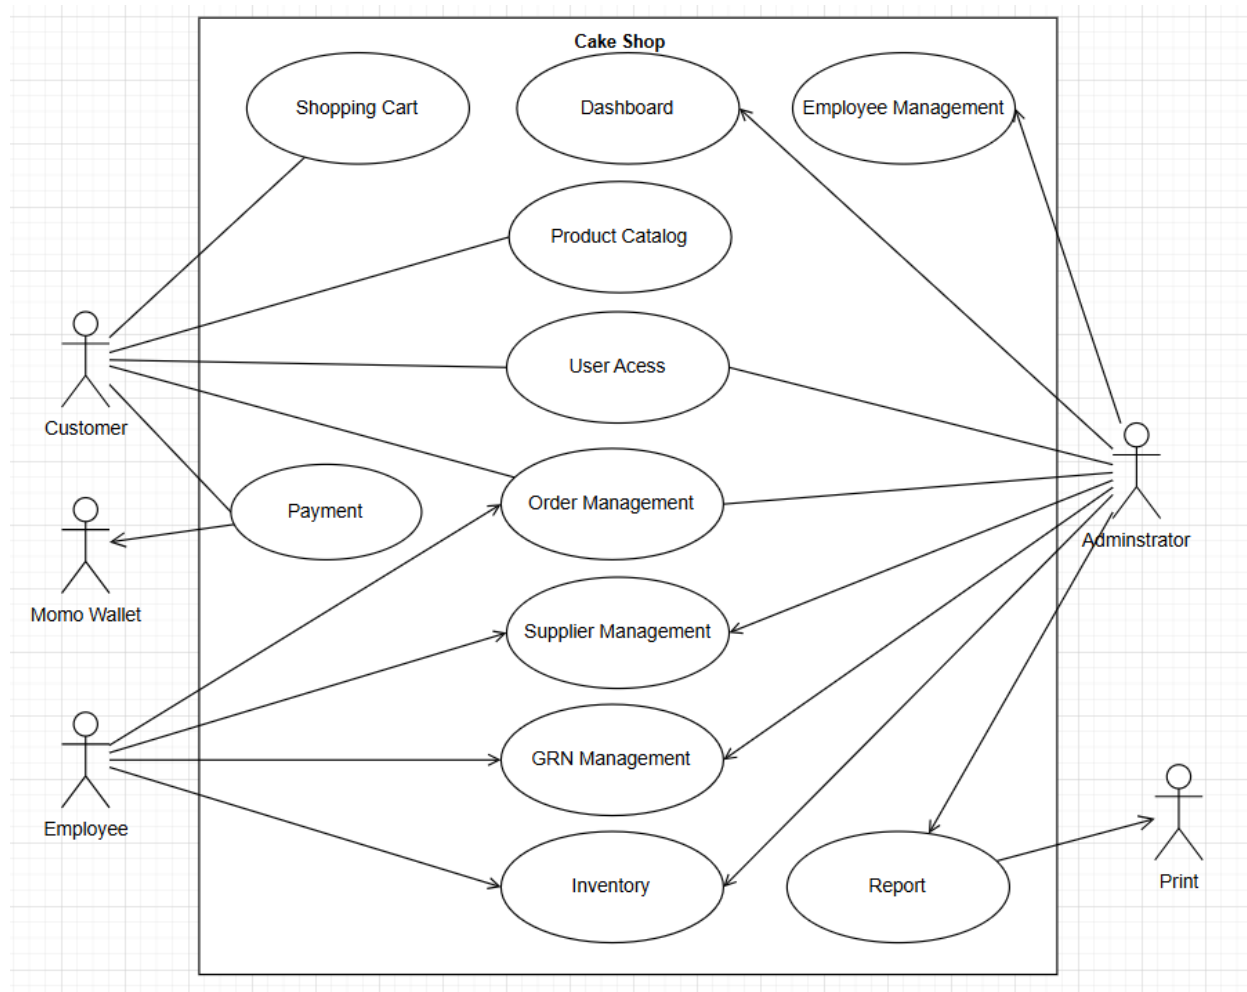 Cake Shop
Shopping Cart
Dashboard
Employee Management
Product Catalog
User Acess
Customer
Order Management
Payment
Adminstrator
Momo Wallet
Supplier Management
GRN Management
Employee
Inventory
Report
Print